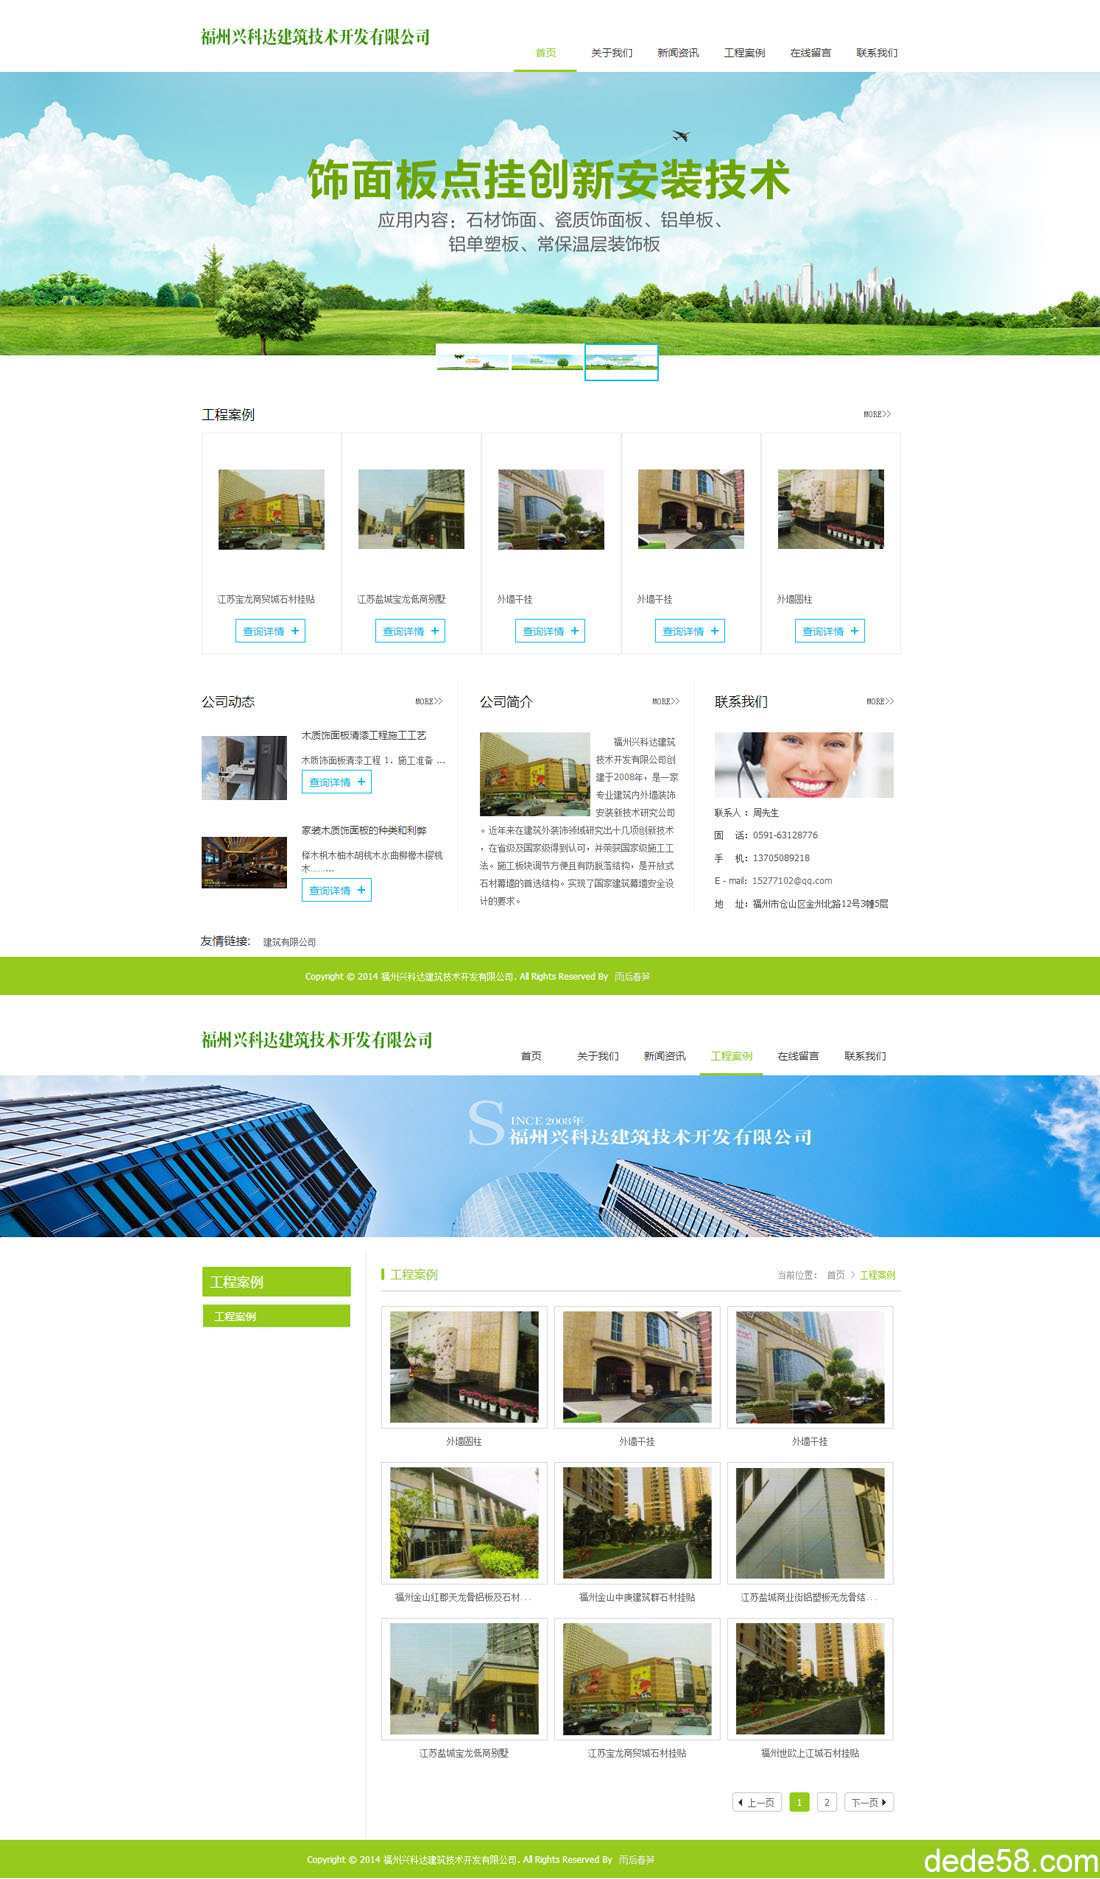 福州兴科达建筑技术开发有限公司
首页 关于我们 新闻资讯 工程案例 在线留言 联系我们
饰面板点挂创新安装技术
应用内容：石材饰面、瓷质饰面板、铝单板、
铝单塑板、常保温层装饰板
工程案例 MORE>>
江苏宝龙商贸城石材挂贴 江苏盐城宝龙低商别墅 外墙干挂 外墙干挂 外墙圆柱
查询详情 + 查询详情 + 查询详情 + 查询详情 + 查询详情 +
公司动态 MORE>>
木质饰面板清漆工程施工工艺
木质饰面板清漆工程 1. 施工准备 ...
查询详情 +
家装木质饰面板的种类和利弊
榉木枫木柚木胡桃木水曲柳橡木樱桃
木……...
查询详情 +
公司简介 MORE>>
福州兴科达建筑
技术开发有限公司创
建于2008年，是一家
专业建筑内外墙装饰
安装新技术研究公司
。近年来在建筑外装饰领域研究出十几项创新技术
，在省级及国家级得到认可，并荣获国家级施工工
法。施工板块调节方便且有防脱落结构，是开放式
石材幕墙的首选结构。实现了国家建筑幕墙安全设
计的要求。
联系我们 MORE>>
联系人 ：周先生
固 话：0591-63128776
手 机：13705089218
E - mail：15277102@qq.com
地 址：福州市仓山区金州北路12号3幢5层
友情链接: 建筑有限公司
Copyright © 2014 福州兴科达建筑技术开发有限公司. All Rights Reserved By 雨后春笋
福州兴科达建筑技术开发有限公司
首页 关于我们 新闻资讯 工程案例 在线留言 联系我们
SINCE 2008年
福州兴科达建筑技术开发有限公司
工程案例
工程案例
工程案例 当前位置： 首页 > 工程案例
外墙圆柱 外墙干挂 外墙干挂
福州金山红郡无龙骨铝板及石材... 福州金山中庚建筑群石材挂贴 江苏盐城商业街铝塑板无龙骨结...
江苏盐城宝龙低商别墅 江苏宝龙商贸城石材挂贴 福州世欧上江城石材挂贴
上一页 1 2 下一页
Copyright © 2014 福州兴科达建筑技术开发有限公司. All Rights Reserved By 雨后春笋
dede58.com